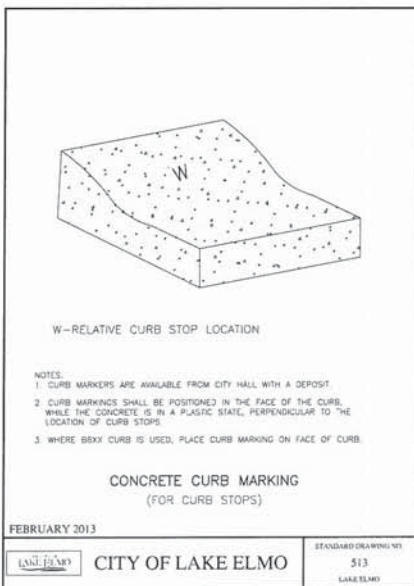 W
W-RELATIVE CURB STOP LOCATION
NOTES:
1. CURB MARKERS ARE AVAILABLE FROM CITY HALL WITH A DEPOSIT.
2. CURB MARKINGS SHALL BE POSITIONED IN THE FACE OF THE CURB,
WHILE THE CONCRETE IS IN A PLASTIC STATE, PERPENDICULAR TO THE
LOCATION OF CURB STOPS.
3. WHERE B6XX CURB IS USED, PLACE CURB MARKING ON FACE OF CURB.
CONCRETE CURB MARKING
(FOR CURB STOPS)
FEBRUARY 2013
LAKE ELMO
CITY OF LAKE ELMO
STANDARD DRAWING NO.
513
LAKE ELMO